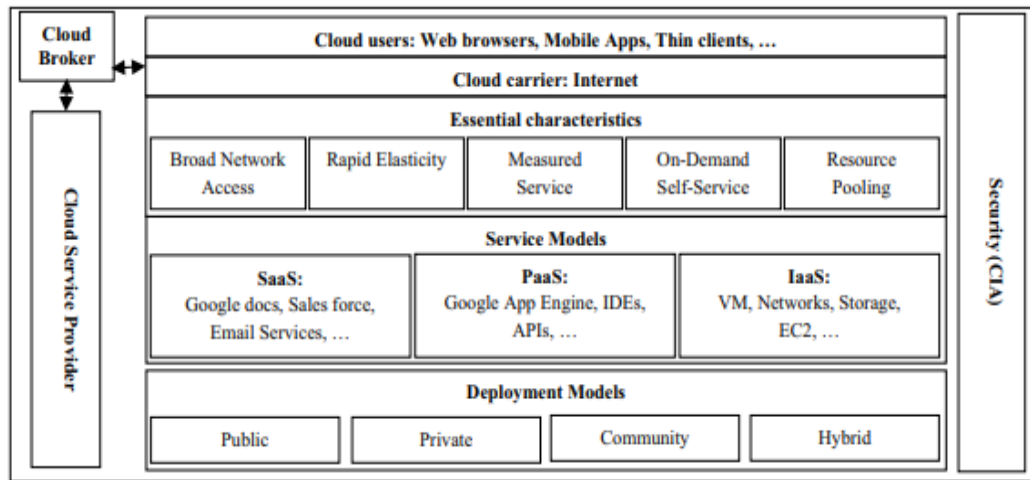 Cloud
Broker
Cloud users: Web browsers, Mobile Apps, Thin clients, …
Cloud carrier: Internet
Essential characteristics
Broad Network
Access
Rapid Elasticity
Measured
Service
On-Demand
Self-Service
Resource
Pooling
Service Models
SaaS:
Google docs, Sales force,
Email Services, …
PaaS:
Google App Engine, IDEs,
APIs, …
IaaS:
VM, Networks, Storage,
EC2, …
Deployment Models
Public
Private
Community
Hybrid
Cloud Service Provider
Security (CIA)